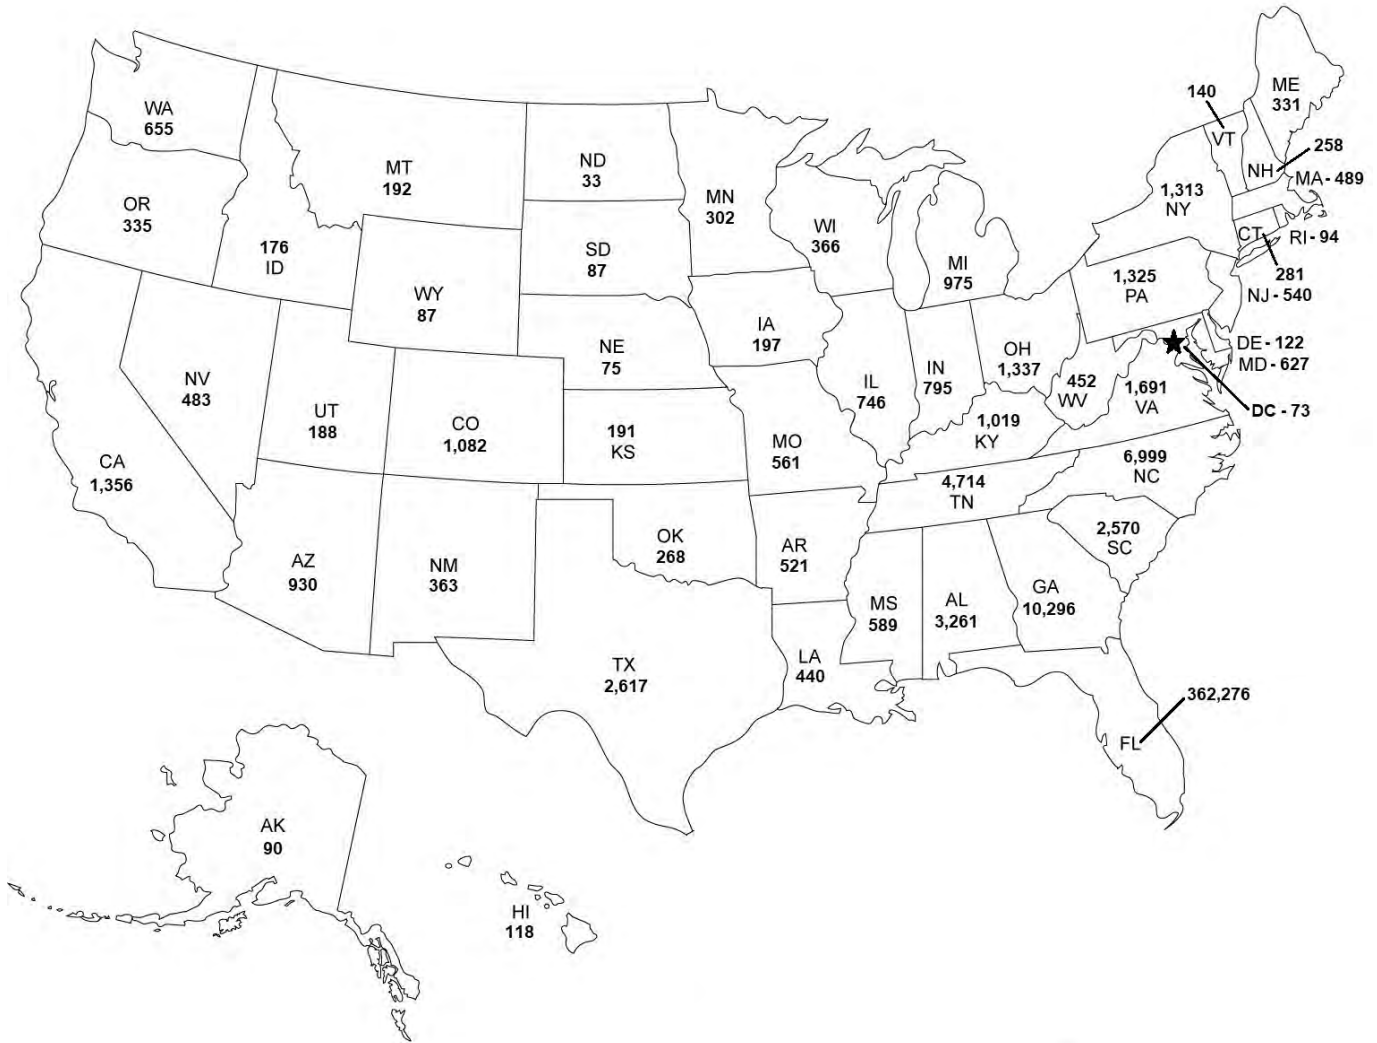 WA
655
OR
335
CA
1,356
176
ID
NV
483
MT
192
WY
87
UT
188
CO
1,082
AZ
930
NM
363
ND
33
SD
87
NE
75
191
KS
OK
268
TX
2,617
MN
302
IA
197
MO
561
AR
521
LA
440
WI
366
IL
746
MI
975
IN
795
OH
1,337
1,019
KY
4,714
TN
MS
589
AL
3,261
GA
10,296
362,276
FL
2,570
SC
6,999
NC
1,691
VA
452
WV
1,325
PA
1,313
NY
140
VT
ME
331
258
NH
MA - 489
CT
281
RI - 94
NJ - 540
DE - 122
MD - 627
DC - 73
AK
90
HI
118